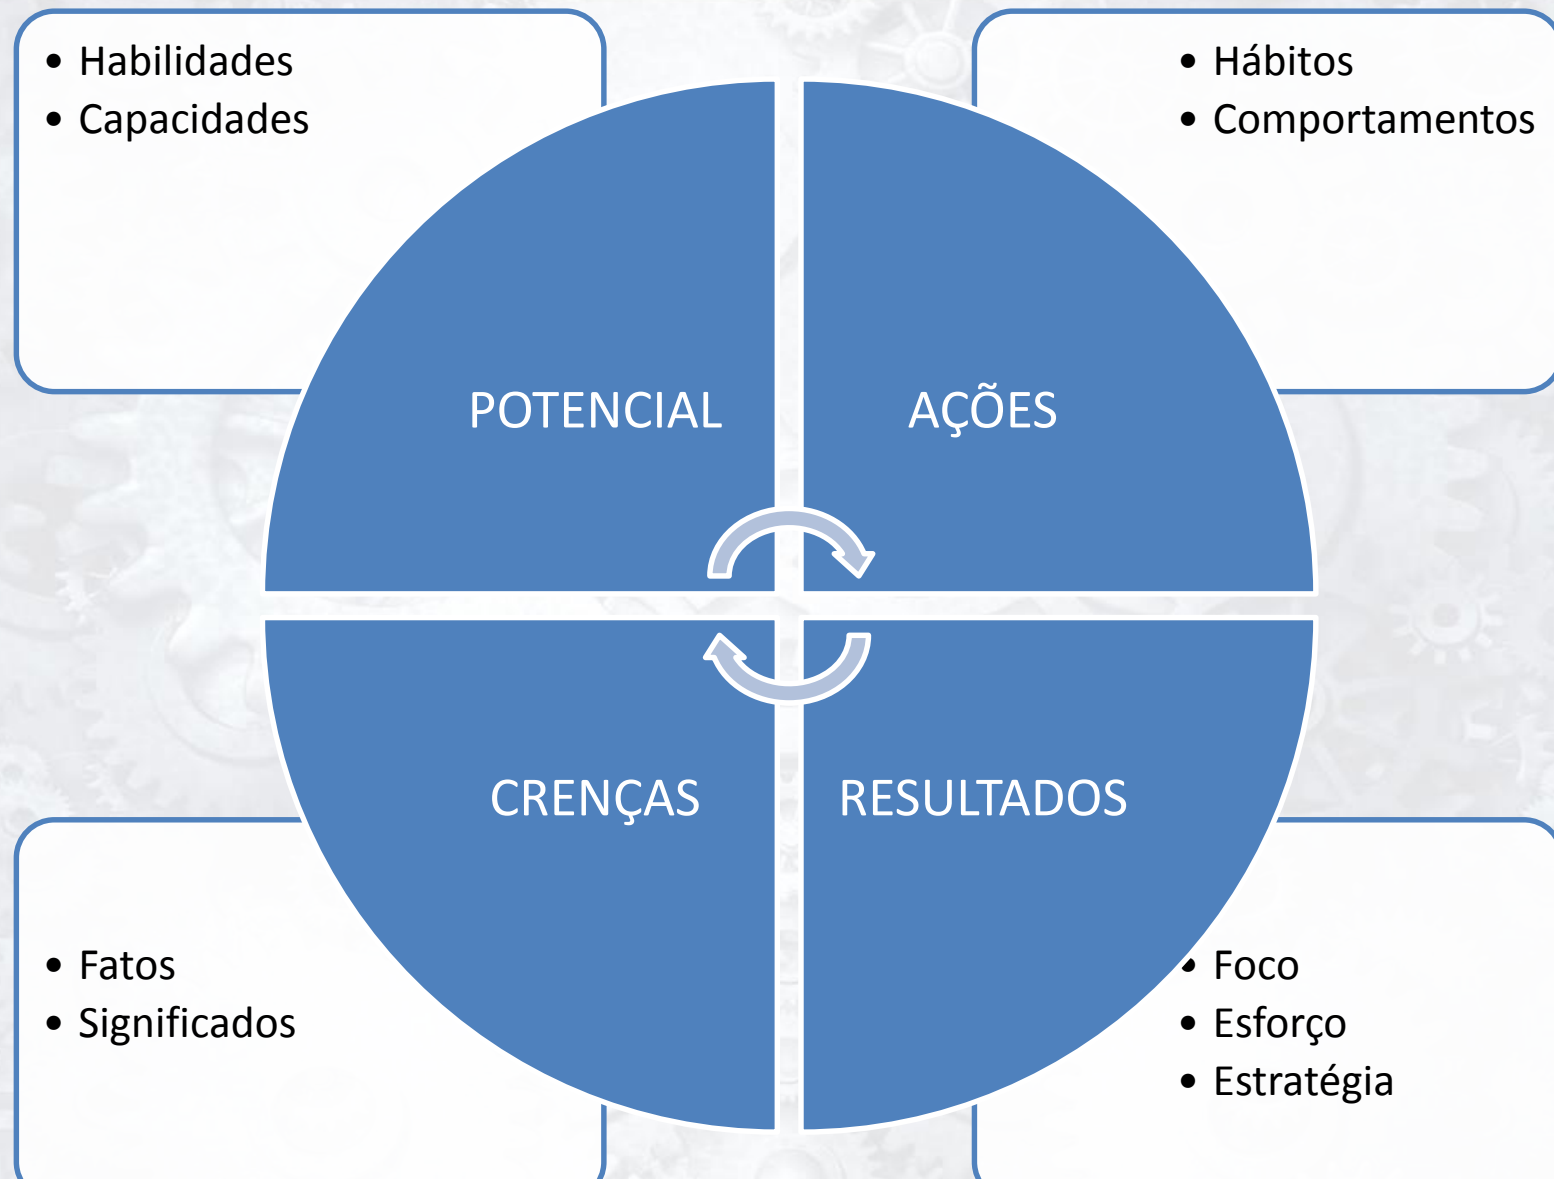 • Habilidades
• Capacidades
• Hábitos
• Comportamentos
POTENCIAL
AÇÕES
CRENÇAS
RESULTADOS
• Fatos
• Significados
• Foco
• Esforço
• Estratégia